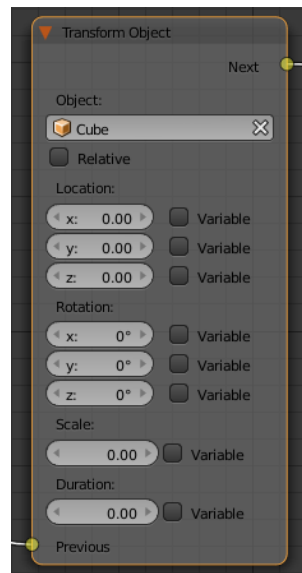 Transform Object
Next
Object:
Cube
Relative
Location:
x: 0.00 Variable
y: 0.00 Variable
z: 0.00 Variable
Rotation:
x: 0° Variable
y: 0° Variable
z: 0° Variable
Scale:
0.00 Variable
Duration:
0.00 Variable
Previous